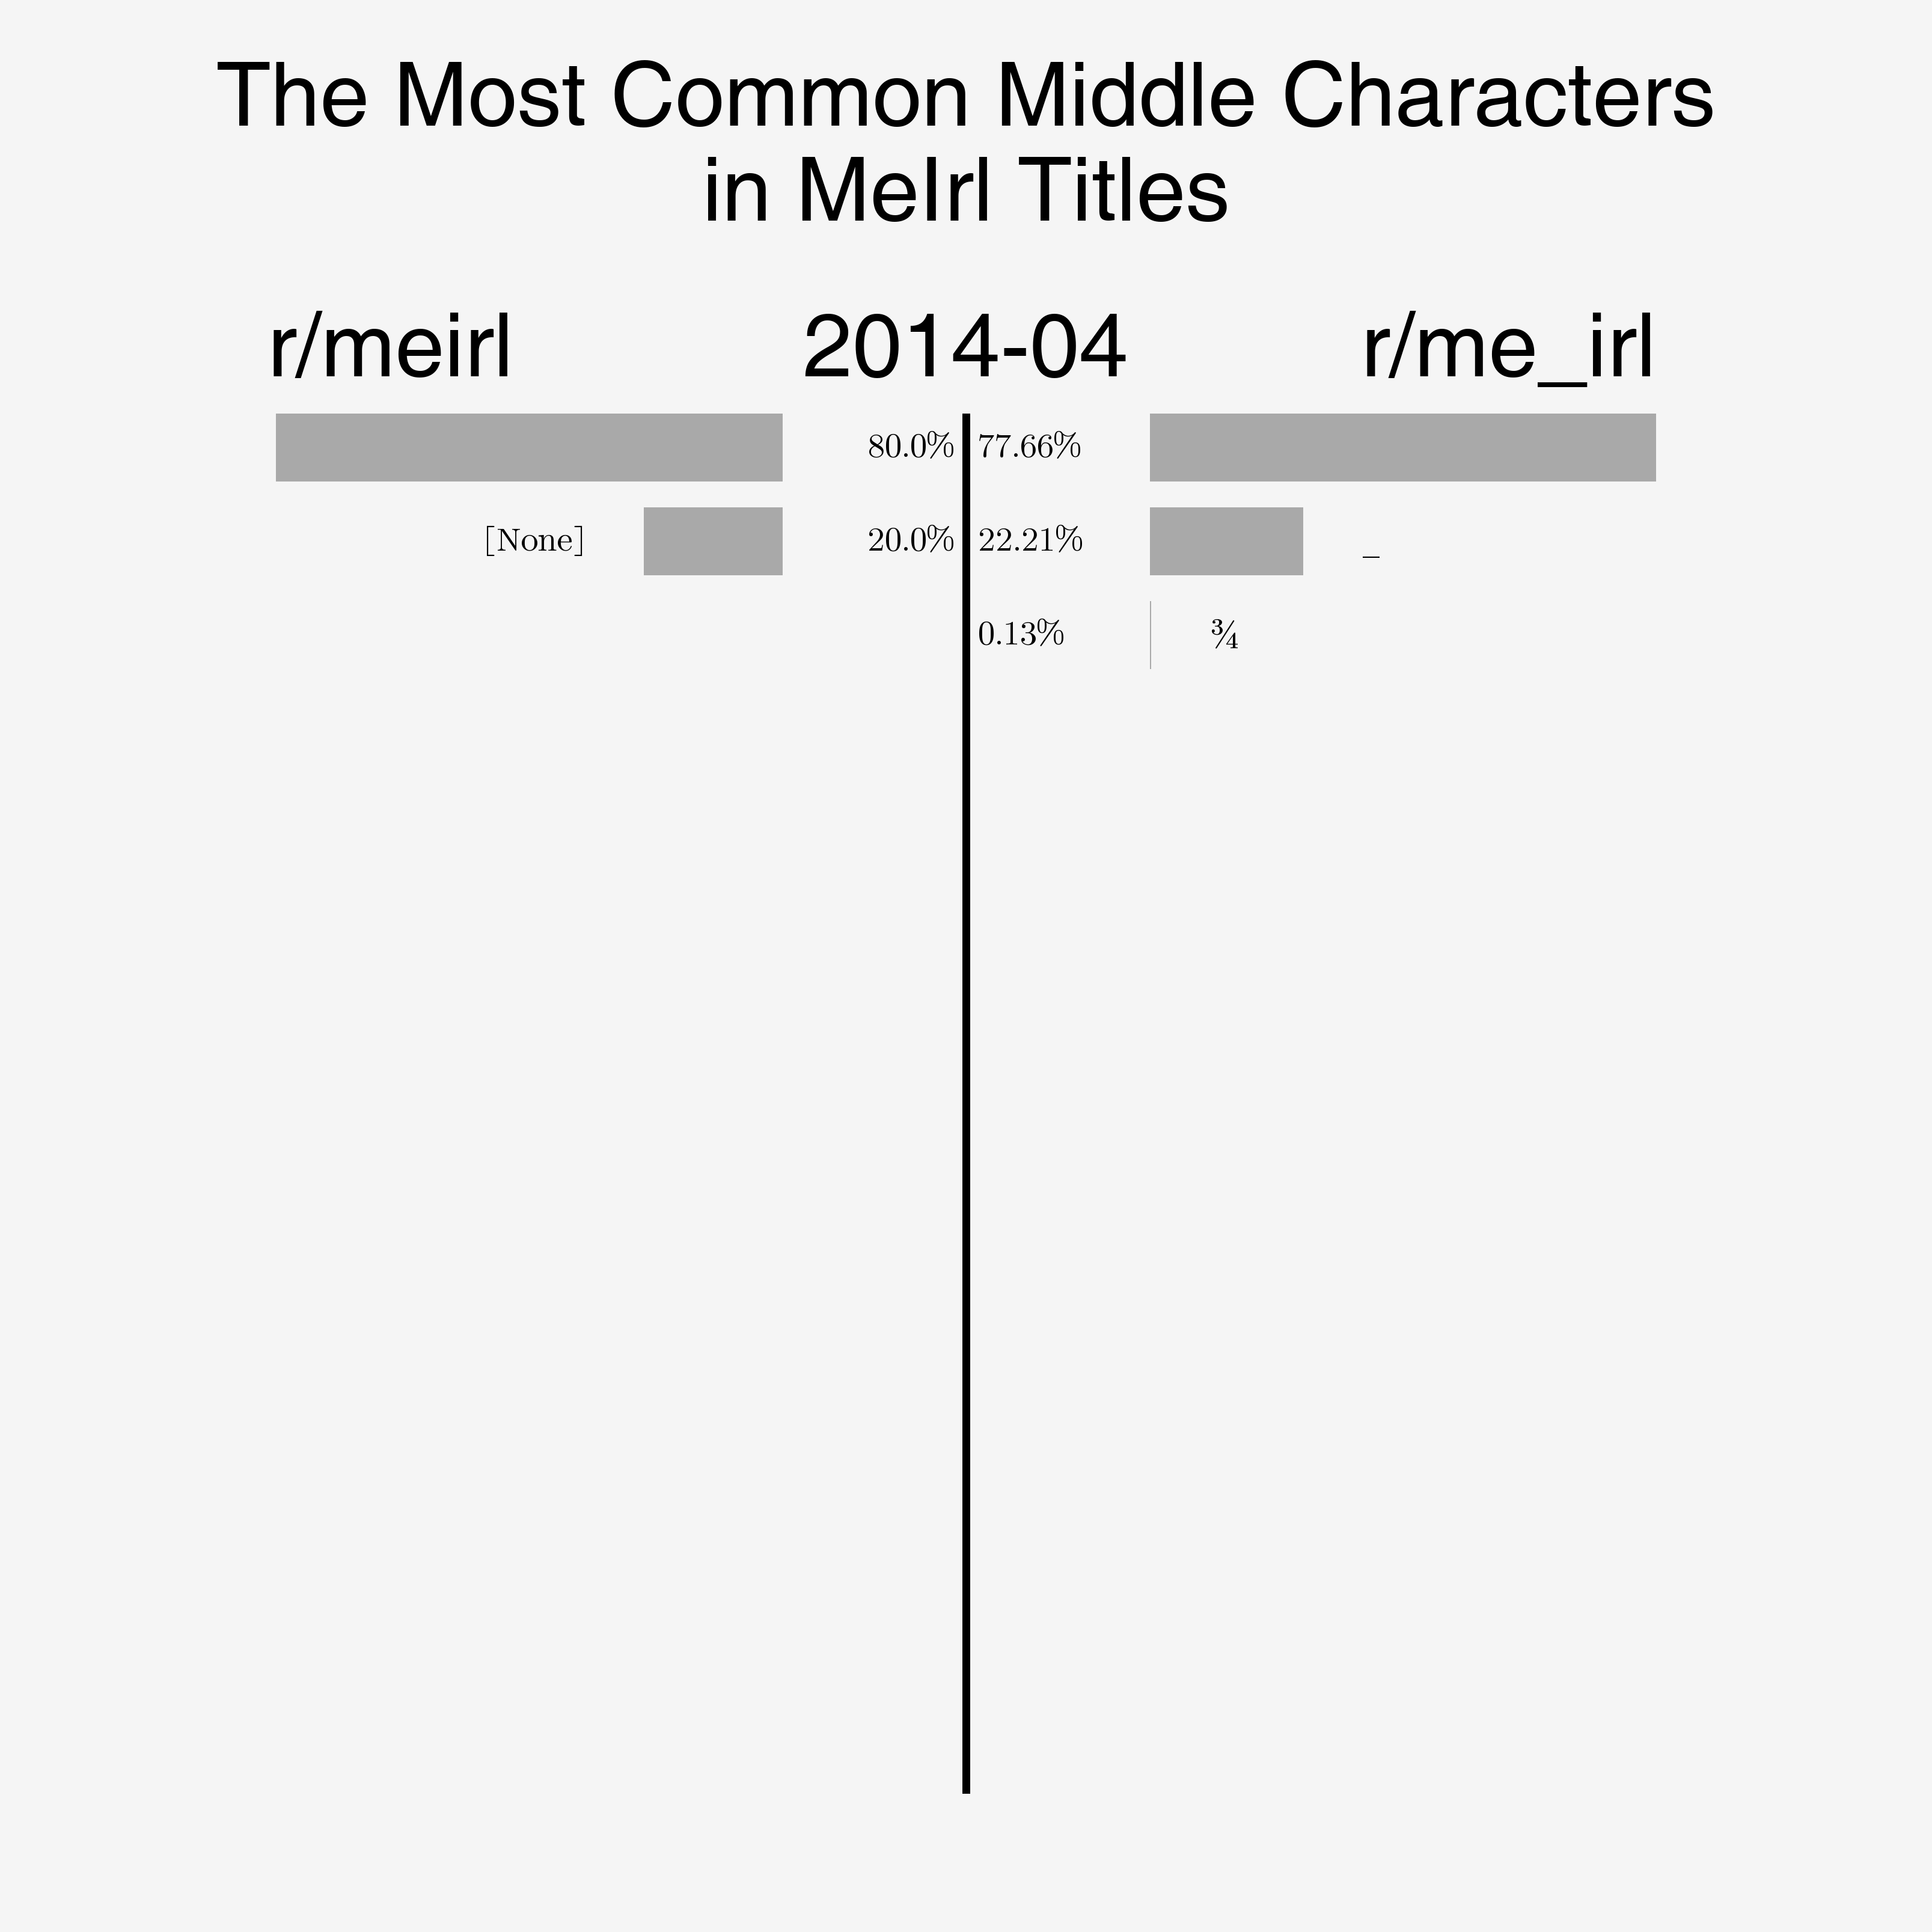 The Most Common Middle Characters
in MeIrl Titles
r/meirl 2014-04 r/me_irl
80.0% 77.66%
[None] 20.0% 22.21% _
0.13% ¾